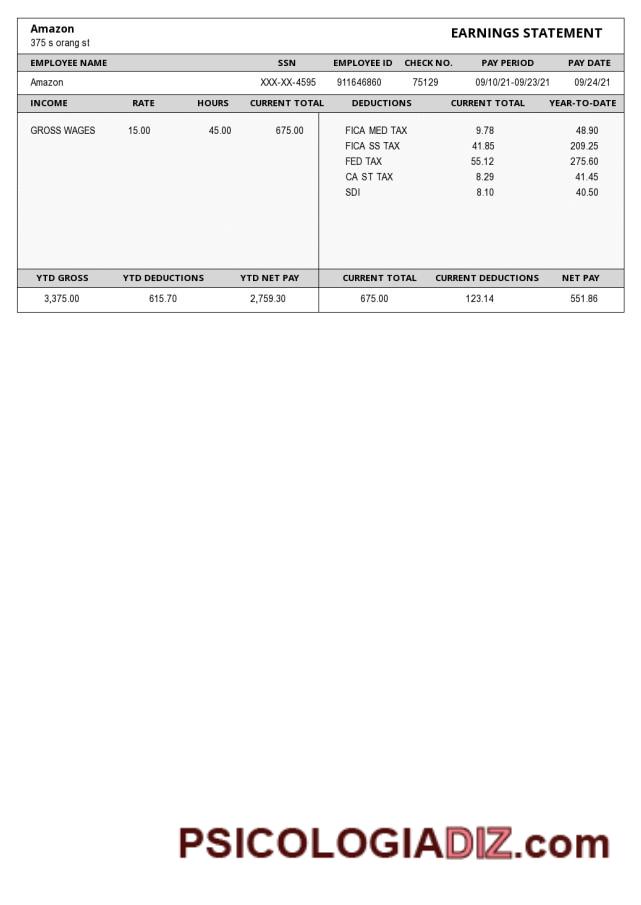 Amazon
375 s orang st
EARNINGS STATEMENT
EMPLOYEE NAME SSN EMPLOYEE ID CHECK NO. PAY PERIOD PAY DATE
Amazon XXX-XX-4595 911646860 75129 09/10/21-09/23/21 09/24/21
INCOME RATE HOURS CURRENT TOTAL DEDUCTIONS CURRENT TOTAL YEAR-TO-DATE
GROSS WAGES 15.00 45.00 675.00 FICA MED TAX 9.78 48.90
FICA SS TAX 41.85 209.25
FED TAX 55.12 275.60
CA ST TAX 8.29 41.45
SDI 8.10 40.50
YTD GROSS YTD DEDUCTIONS YTD NET PAY CURRENT TOTAL CURRENT DEDUCTIONS NET PAY
3,375.00 615.70 2,759.30 675.00 123.14 551.86
PSICOLOGIADIZ.com